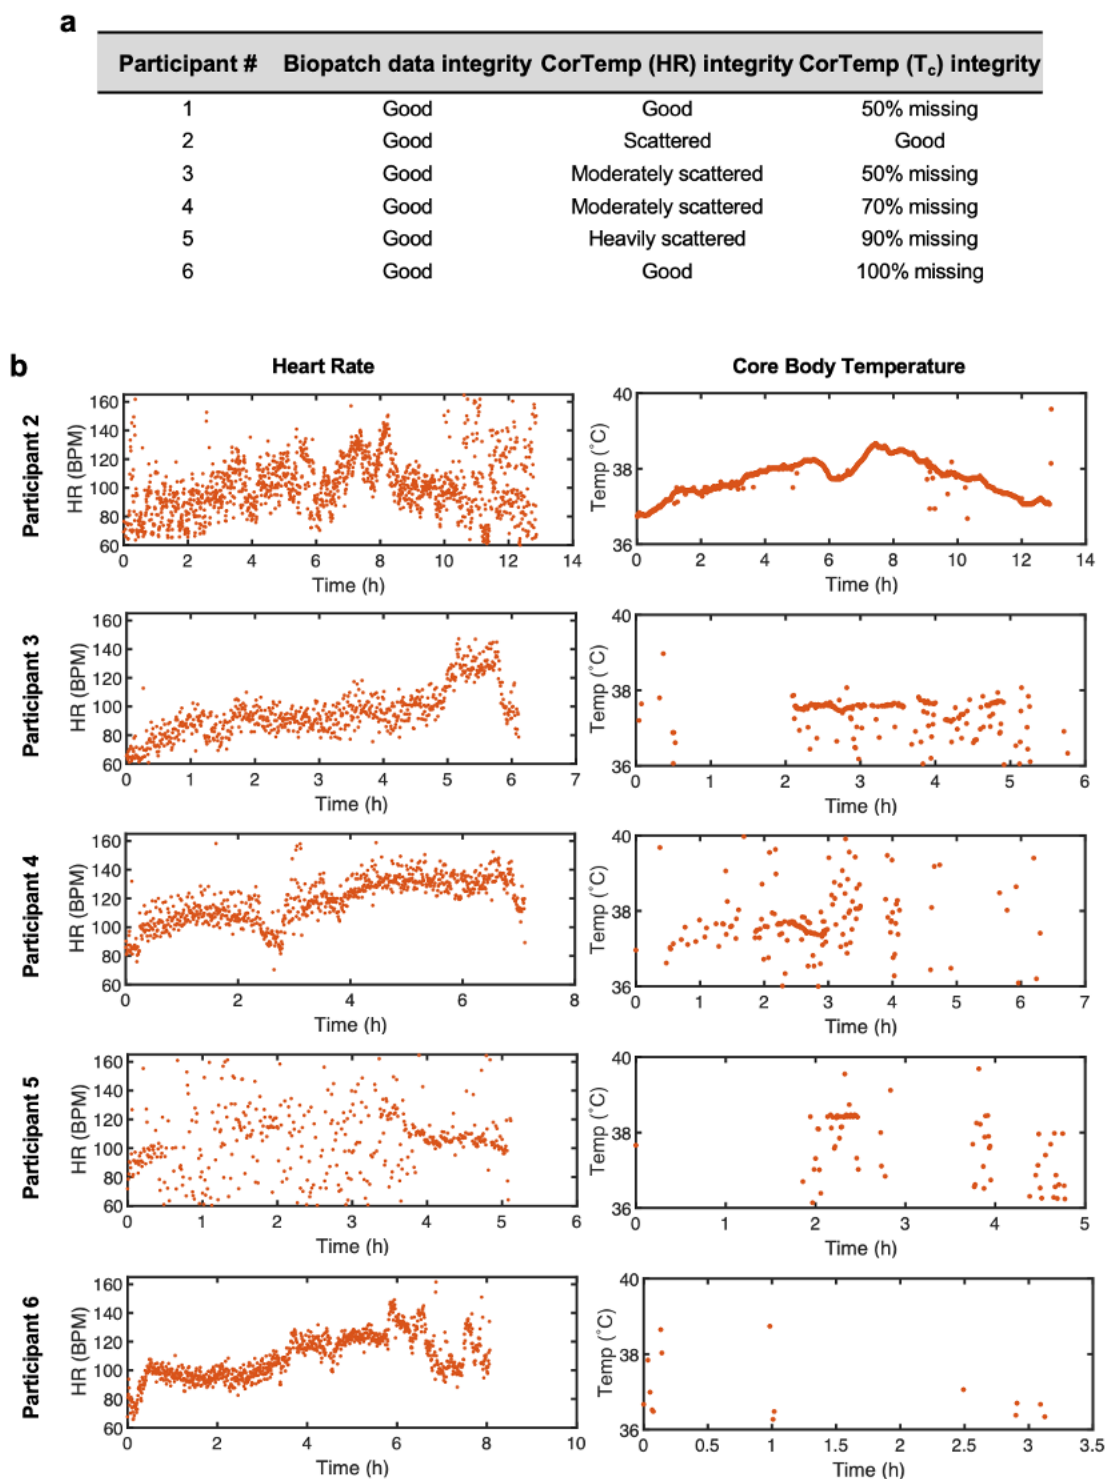 a
Participant # Biopatch data integrity CorTemp (HR) integrity CorTemp (Tc) integrity
1 Good Good 50% missing
2 Good Scattered Good
3 Good Moderately scattered 50% missing
4 Good Moderately scattered 70% missing
5 Good Heavily scattered 90% missing
6 Good Good 100% missing
b
Heart Rate Core Body Temperature
Participant 2
HR (BPM)
160
140
120
100
80
60
0 2 4 6 8 10 12 14
Time (h)
Temp (°C)
40
38
36
0 2 4 6 8 10 12 14
Time (h)
Participant 3
HR (BPM)
160
140
120
100
80
60
0 1 2 3 4 5 6 7
Time (h)
Temp (°C)
40
38
36
0 1 2 3 4 5 6
Time (h)
Participant 4
HR (BPM)
160
140
120
100
80
60
0 2 4 6 8
Time (h)
Temp (°C)
40
38
36
0 1 2 3 4 5 6 7
Time (h)
Participant 5
HR (BPM)
160
140
120
100
80
60
0 1 2 3 4 5 6
Time (h)
Temp (°C)
40
38
36
0 1 2 3 4 5
Time (h)
Participant 6
HR (BPM)
160
140
120
100
80
60
0 2 4 6 8 10
Time (h)
Temp (°C)
40
38
36
0 0.5 1 1.5 2 2.5 3 3.5
Time (h)